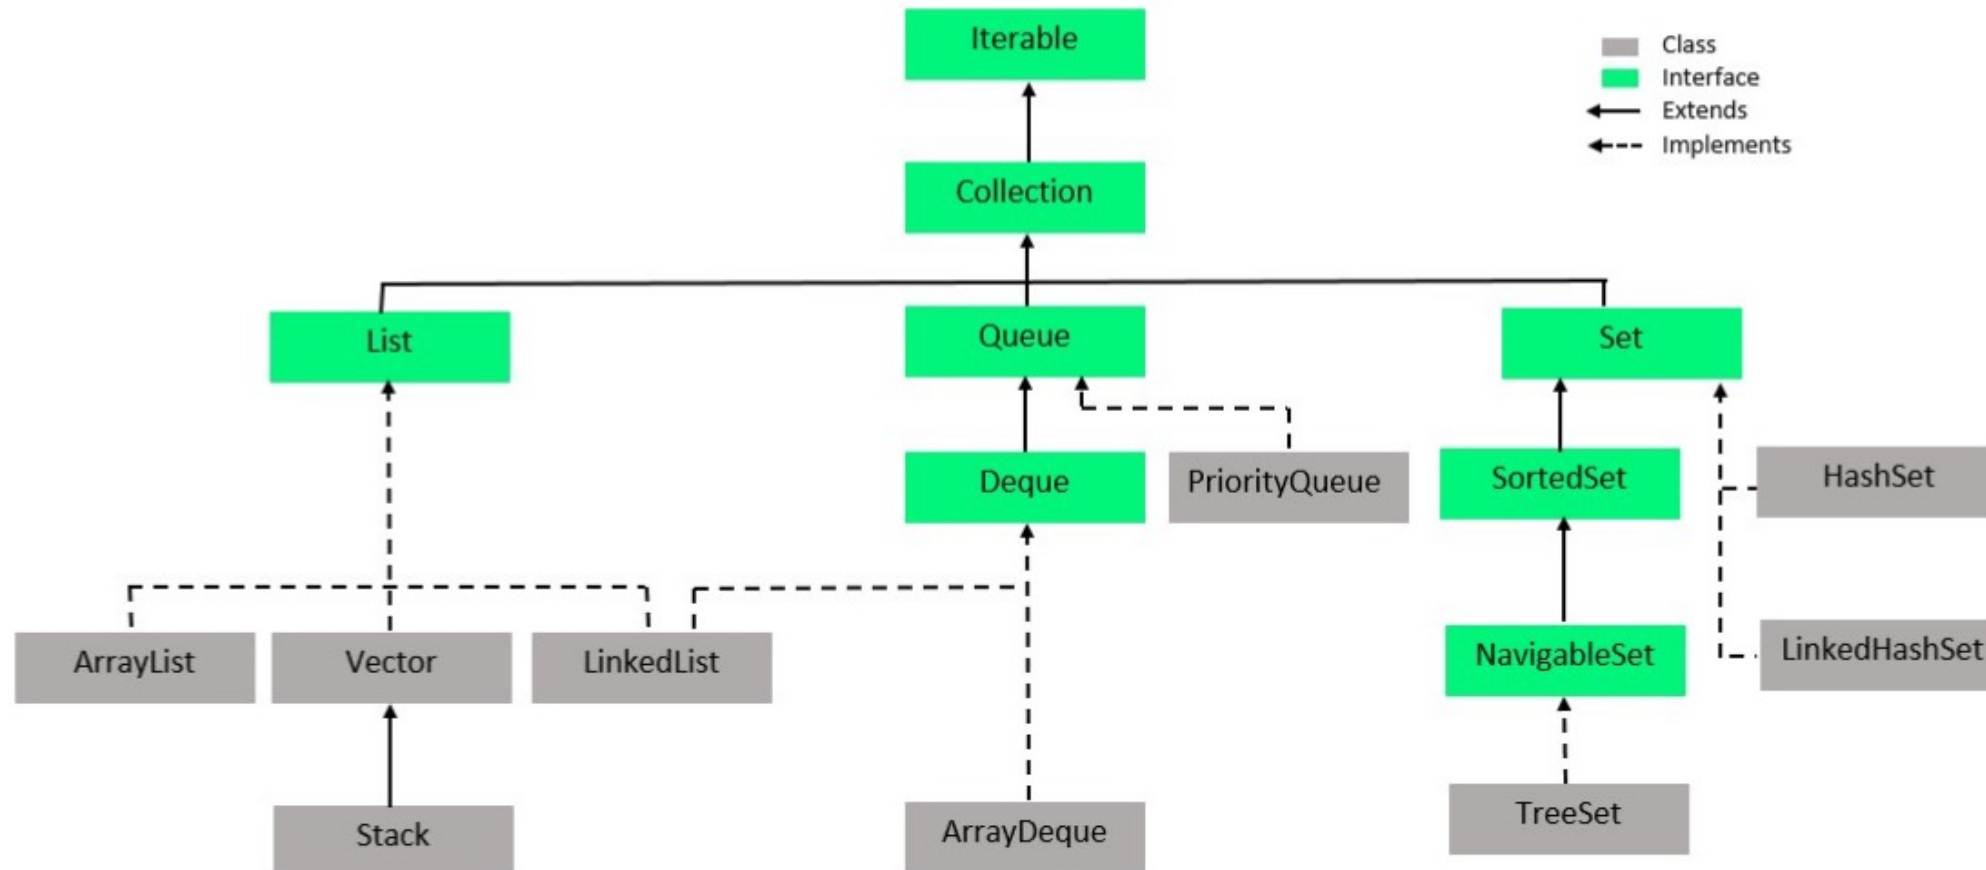 Iterable
Class
Interface
Extends
Implements
Collection
List
Queue
Set
Deque
PriorityQueue
SortedSet
HashSet
ArrayList
Vector
LinkedList
NavigableSet
LinkedHashSet
Stack
ArrayDeque
TreeSet